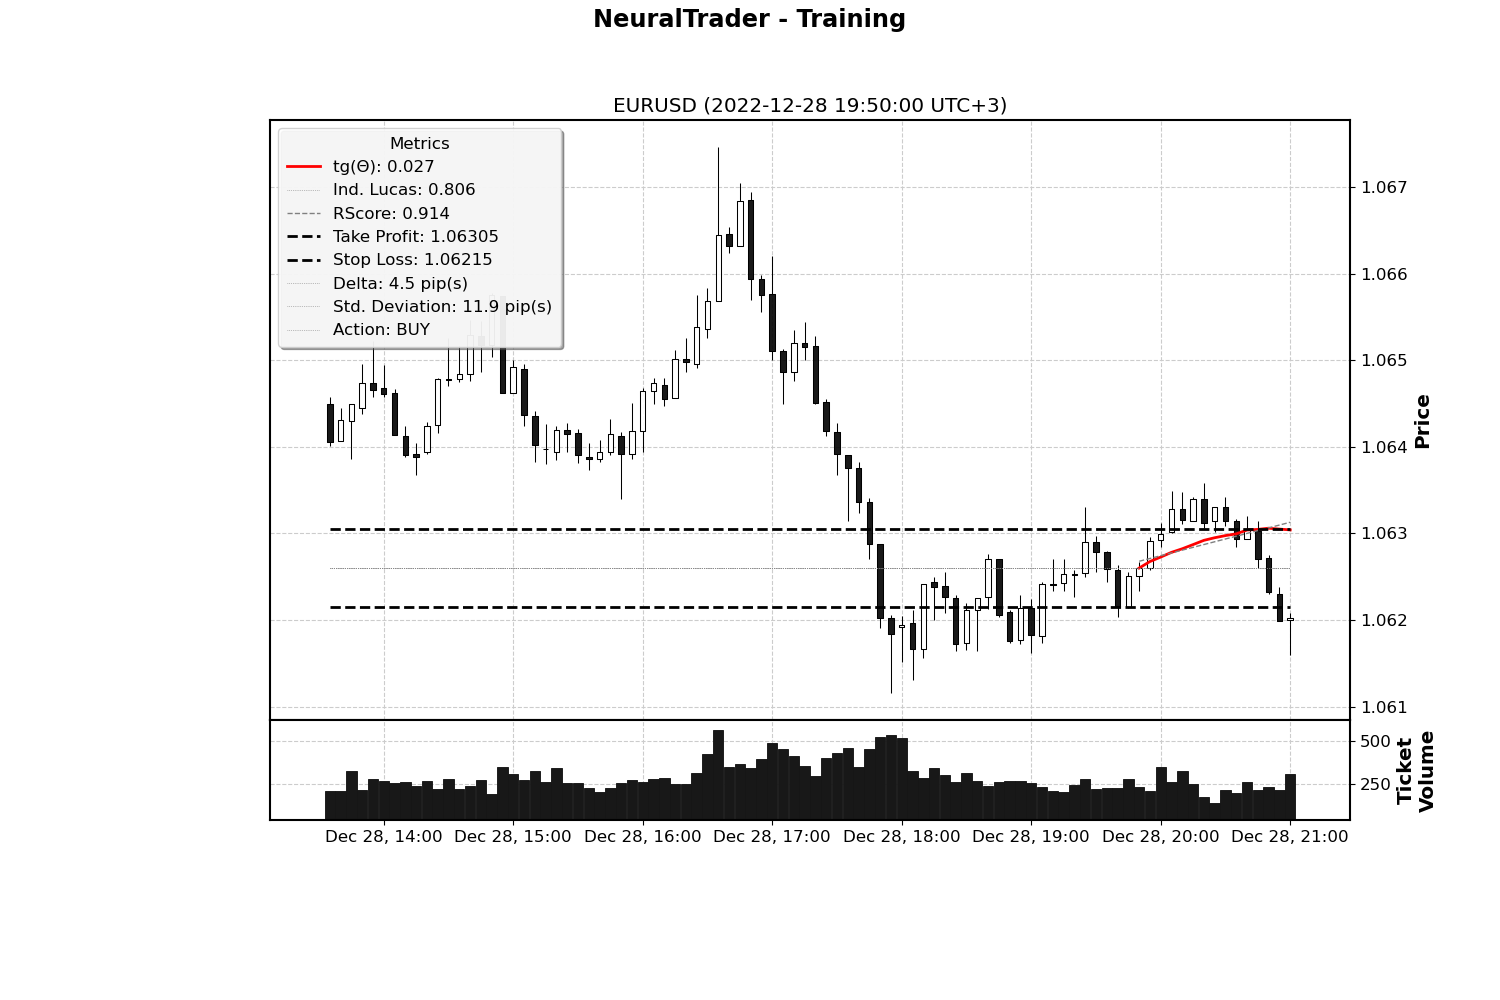 NeuralTrader - Training
EURUSD (2022-12-28 19:50:00 UTC+3)
Metrics
tg(Θ): 0.027
Ind. Lucas: 0.806
RScore: 0.914
Take Profit: 1.06305
Stop Loss: 1.06215
Delta: 4.5 pip(s)
Std. Deviation: 11.9 pip(s)
Action: BUY
1.067
1.066
1.065
1.064
1.063
1.062
1.061
Price
500
250
Ticket
Volume
Dec 28, 14:00 Dec 28, 15:00 Dec 28, 16:00 Dec 28, 17:00 Dec 28, 18:00 Dec 28, 19:00 Dec 28, 20:00 Dec 28, 21:00